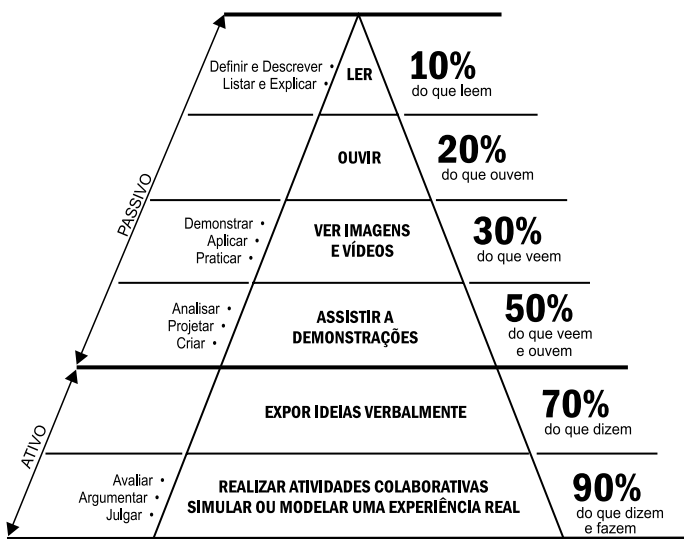 Definir e Descrever •
Listar e Explicar •
LER
10%
do que leem
OUVIR
20%
do que ouvem
PASSIVO
Demonstrar •
Aplicar •
Praticar •
VER IMAGENS
E VÍDEOS
30%
do que veem
Analisar •
Projetar •
Criar •
ASSISTIR A
DEMONSTRAÇÕES
50%
do que veem
e ouvem
EXPOR IDEIAS VERBALMENTE
70%
do que dizem
ATIVO
Avaliar •
Argumentar •
Julgar •
REALIZAR ATIVIDADES COLABORATIVAS
SIMULAR OU MODELAR UMA EXPERIÊNCIA REAL
90%
do que dizem
e fazem